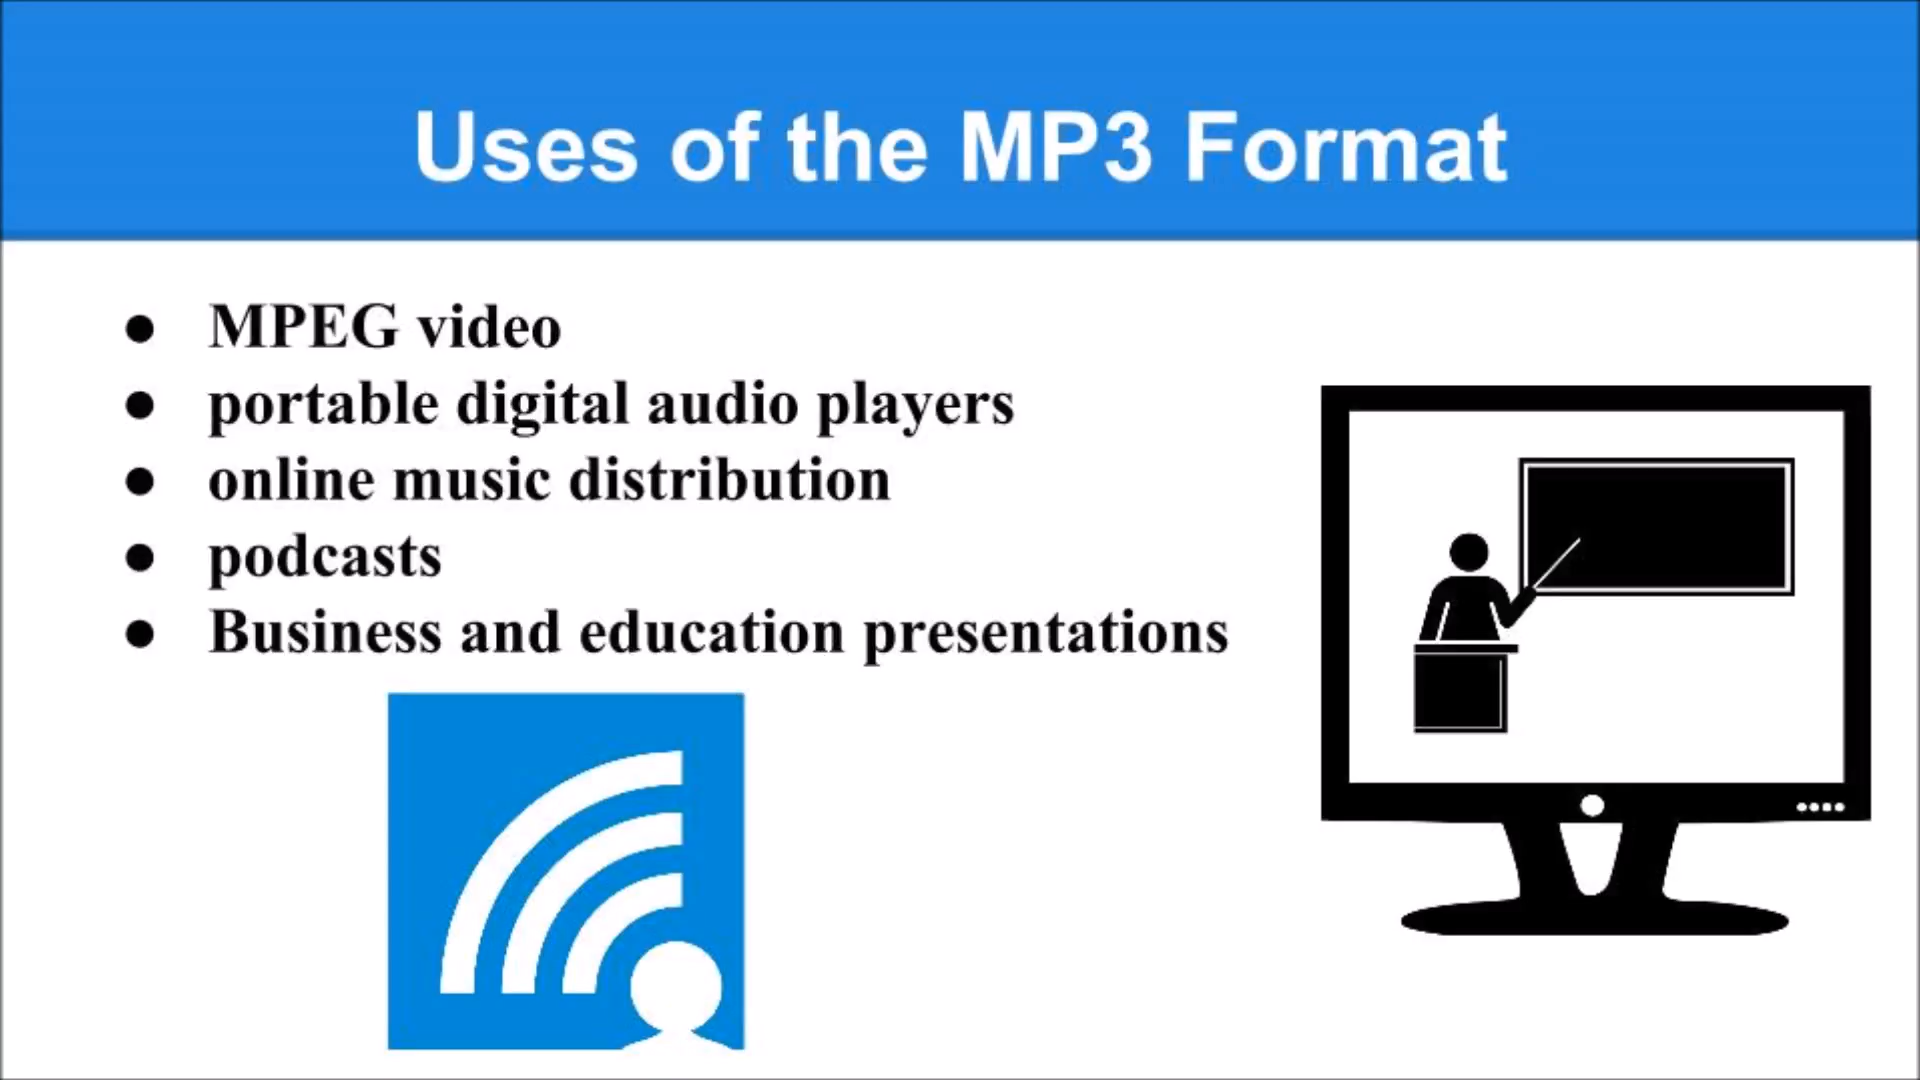 Uses of the MP3 Format
● MPEG video
● portable digital audio players
● online music distribution
● podcasts
● Business and education presentations